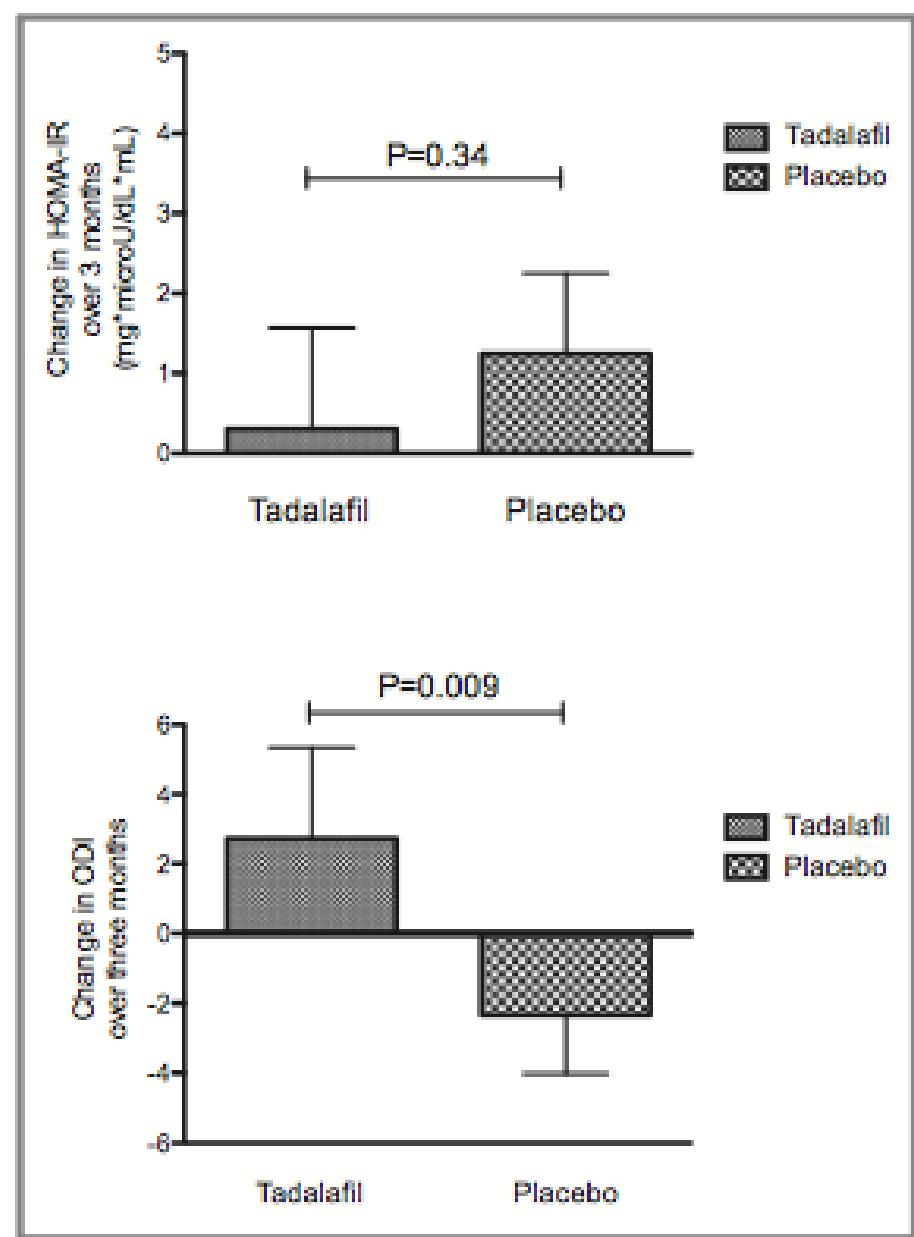 5
4
3
2
1
0
Change in HOMA-IR
over 3 months
(mg*microU/dL*mL)
P=0.34
Tadalafil
Placebo
Tadalafil
Placebo
P=0.009
6
4
2
0
-2
-4
-6
Change in ODI
over three months
Tadalafil
Placebo
Tadalafil
Placebo